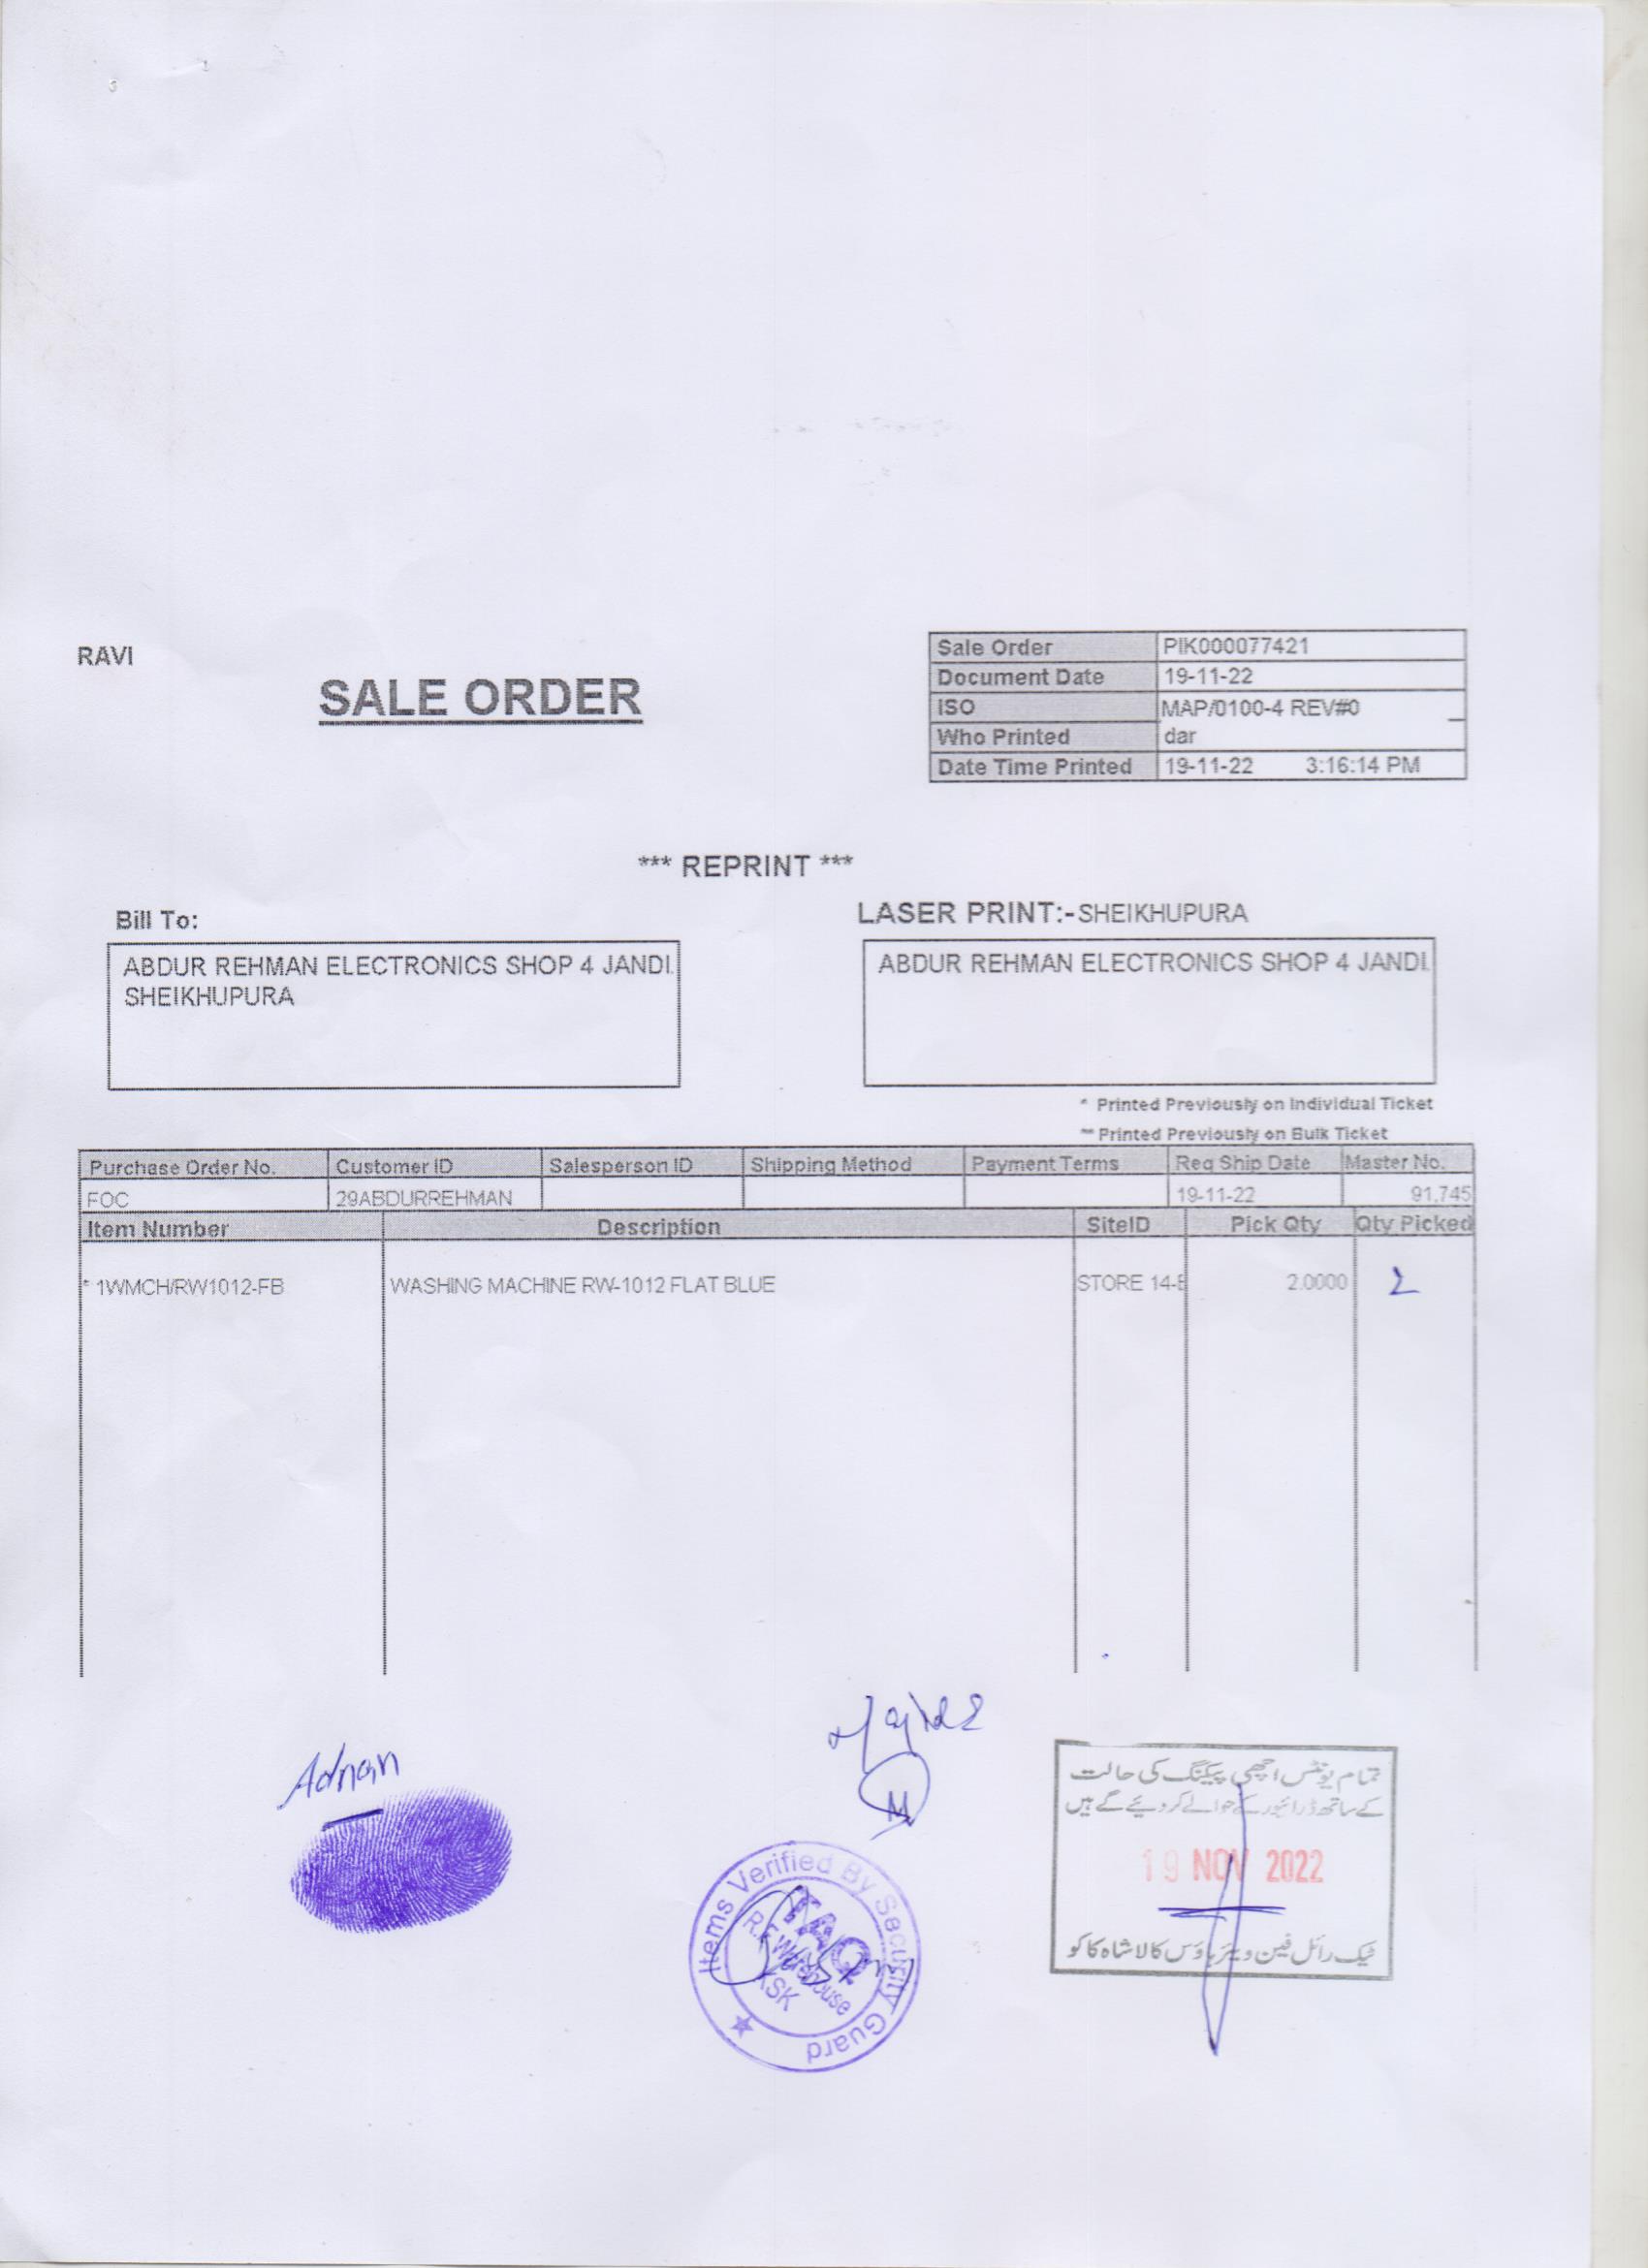 RAVI
SALE ORDER
Sale Order PIK000077421
Document Date 19-11-22
ISO MAP/0100-4 REV#0
Who Printed dar
Date Time Printed 19-11-22 3:16:14 PM
*** REPRINT ***
Bill To:
ABDUR REHMAN ELECTRONICS SHOP 4 JANDI
SHEIKHUPURA
LASER PRINT:-SHEIKHUPURA
ABDUR REHMAN ELECTRONICS SHOP 4 JANDI
* Printed Previously on Individual Ticket
** Printed Previously on Bulk Ticket
Purchase Order No. Customer ID Salesperson ID Shipping Method Payment Terms Req Ship Date Master No.
FOC 29ABDURREHMAN 19-11-22 91,745
Item Number Description SiteID Pick Qty Qty Picked
* 1WMCH/RW1012-FB WASHING MACHINE RW-1012 FLAT BLUE STORE 14-B 2.0000 2
Adnan
M
Items Verified By Security Guard
TAQ
R.F Warehouse
KSK
تمام یونٹس اچھی پیکنگ کی حالت
کے ساتھ ڈرائیور کے حوالے کر دیئے گے ہیں
19 NOV 2022
ٹیک رائل فین ویئر ہاؤس کالا شاہ کاکو